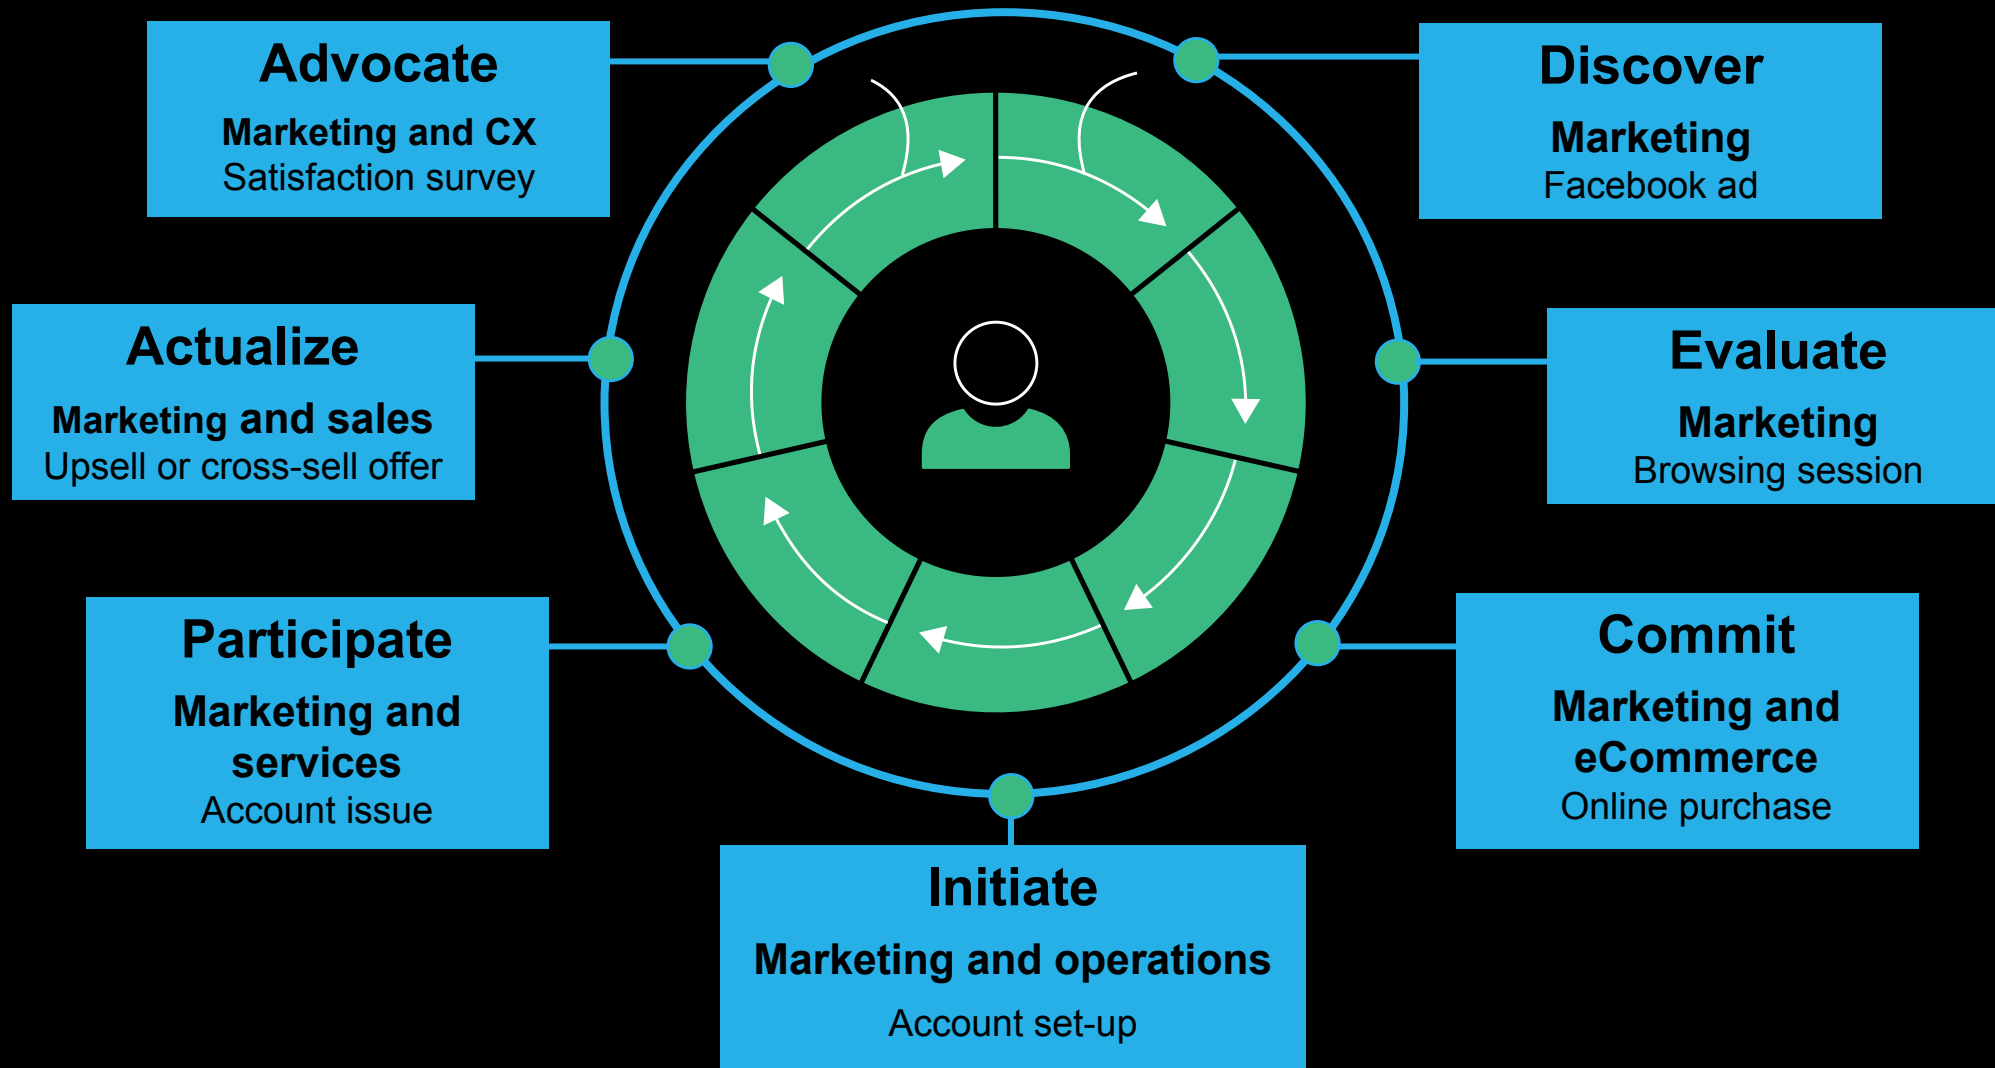 Advocate
Marketing and CX
Satisfaction survey
Discover
Marketing
Facebook ad
Actualize
Marketing and sales
Upsell or cross-sell offer
Evaluate
Marketing
Browsing session
Participate
Marketing and
services
Account issue
Commit
Marketing and
eCommerce
Online purchase
Initiate
Marketing and operations
Account set-up